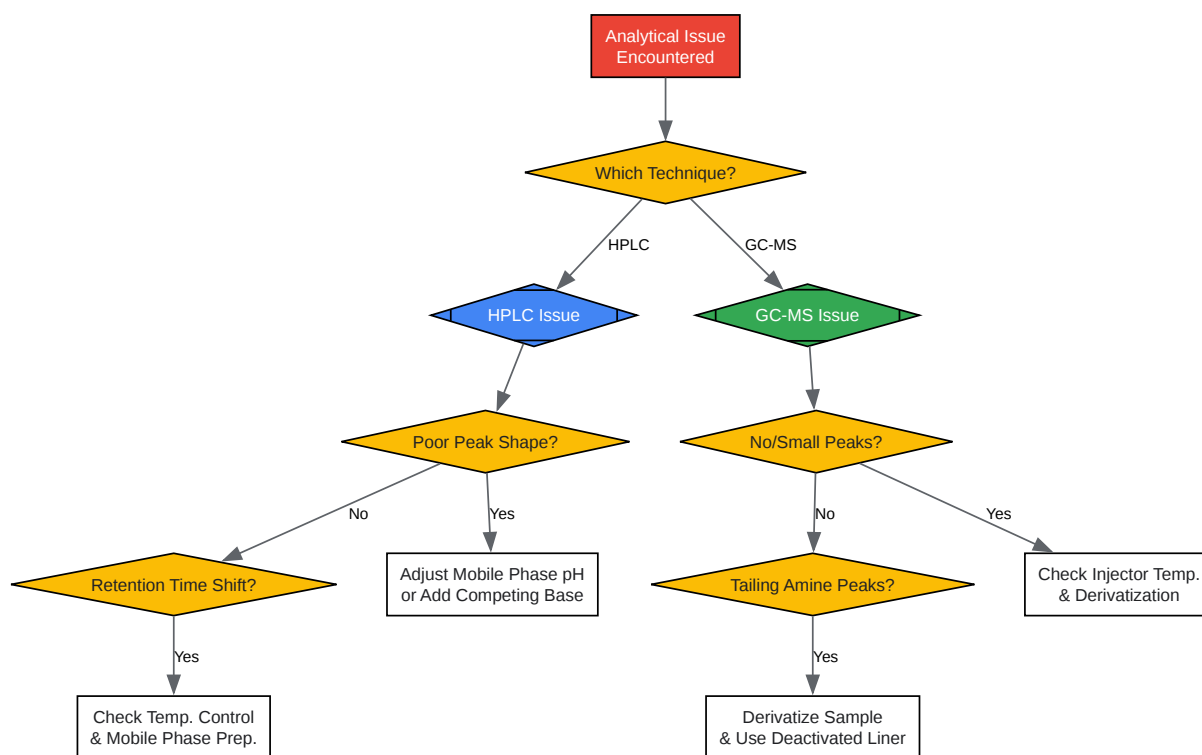 Analytical Issue
Encountered
Which Technique?
HPLC
GC-MS
HPLC Issue
GC-MS Issue
Poor Peak Shape?
No/Small Peaks?
No
Yes
No
Yes
Retention Time Shift?
Adjust Mobile Phase pH
or Add Competing Base
Tailing Amine Peaks?
Check Injector Temp.
& Derivatization
Yes
Yes
Check Temp. Control
& Mobile Phase Prep.
Derivatize Sample
& Use Deactivated Liner